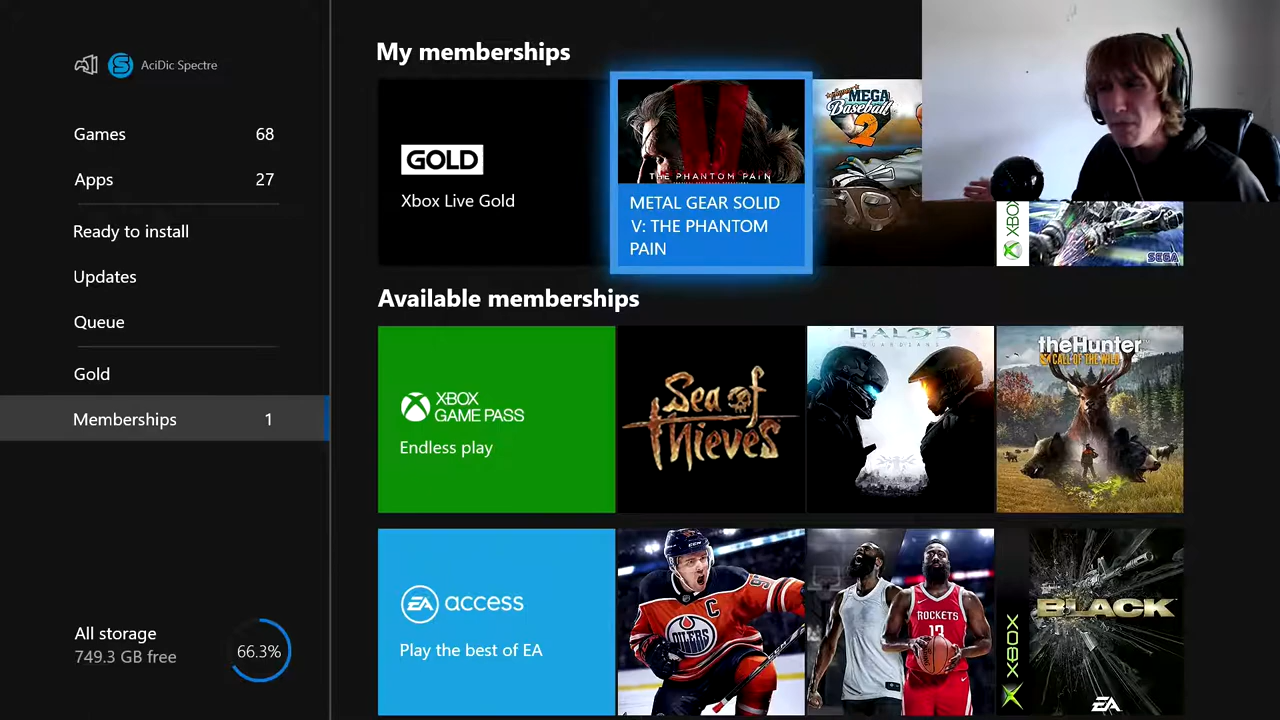 AciDic Spectre
Games 68
Apps 27
Ready to install
Updates
Queue
Gold
Memberships 1
All storage
749.3 GB free
66.3%
My memberships
GOLD
Xbox Live Gold
THE PHANTOM PAIN
METAL GEAR SOLID
V: THE PHANTOM
PAIN
MEGA
Baseball
2
XBOX
SEGA
Available memberships
XBOX
GAME PASS
Endless play
Sea of
Thieves
HALO 5
GUARDIANS
theHunter
CALL OF THE WILD
EA access
Play the best of EA
C
ROCKETS
13
XBOX
BLACK
EA